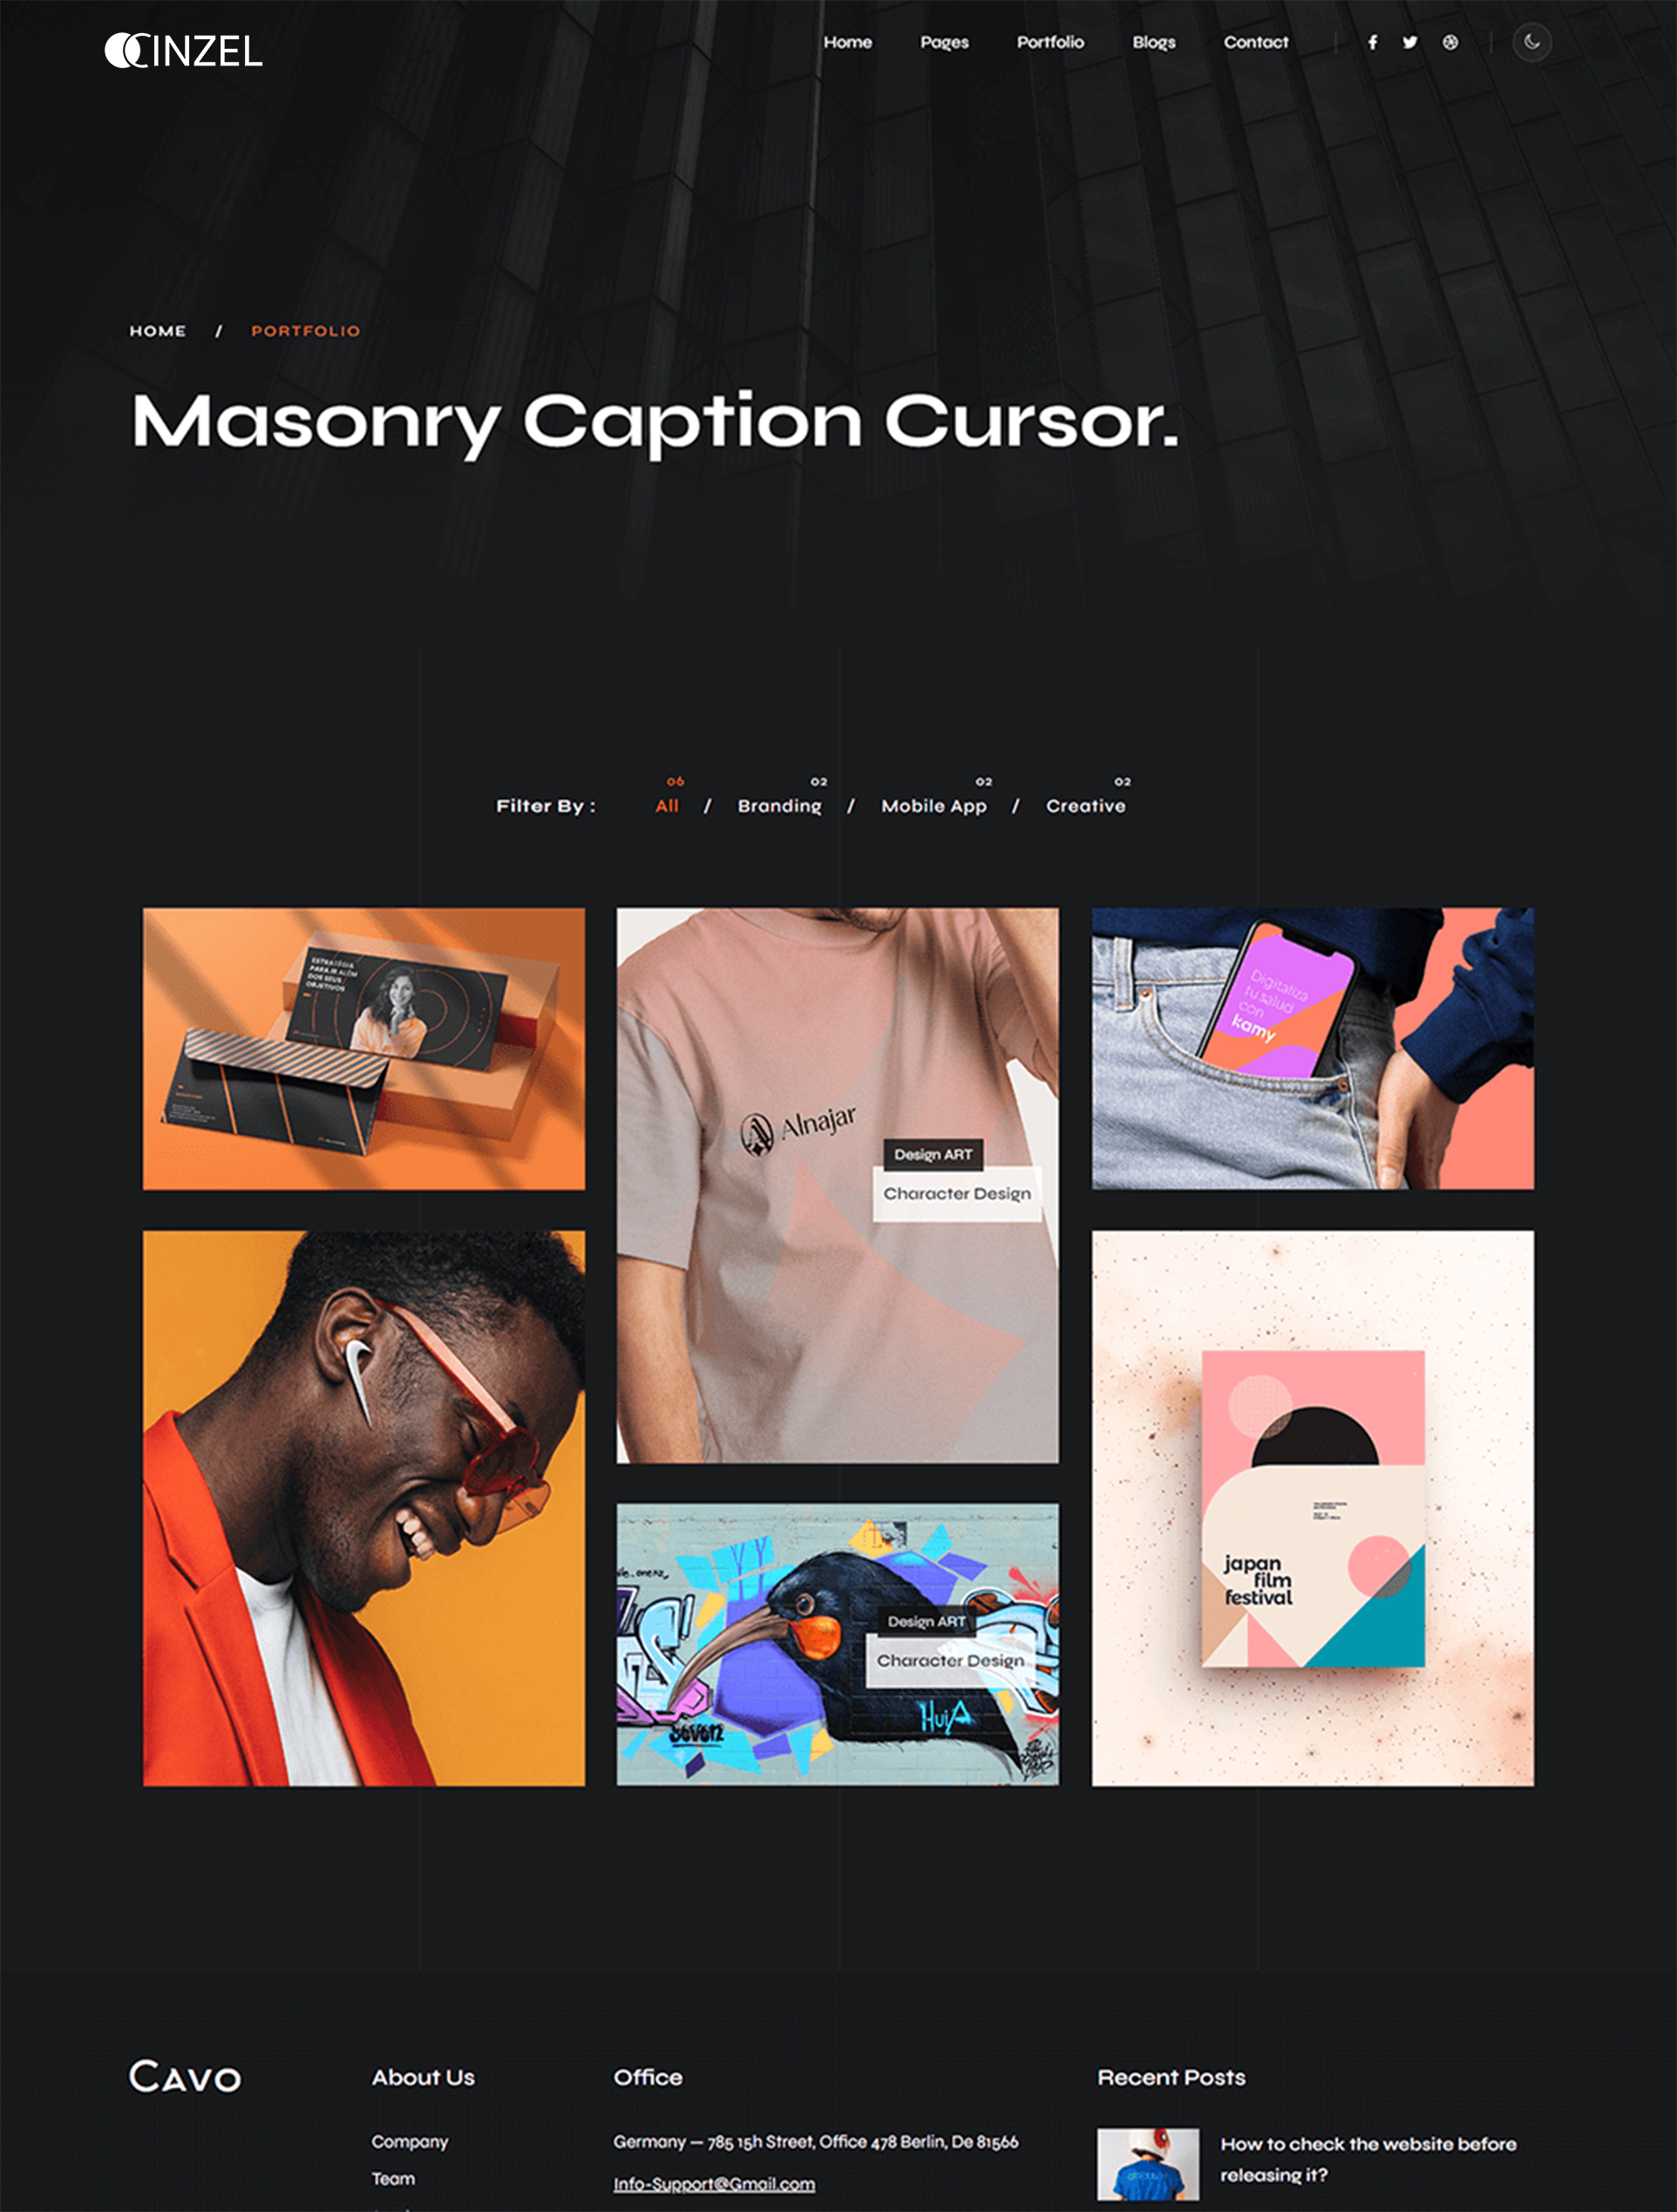 CINZEL
Home Pages Portfolio Blogs Contact
HOME / PORTFOLIO
Masonry Caption Cursor.
06 02 02 02
Filter By : All / Branding / Mobile App / Creative
ESTRATÉGIA
PARA IR ALÉM
DOS SEUS
OBJETIVOS
Alnajar
Design ART
Character Design
Digitaliza
tu salud
con
kamy
japan
film
festival
Design ART
Character Design
HuiA
Seven2
CAVO
About Us
Company
Team
Office
Germany — 785 15h Street, Office 478 Berlin, De 81566
Info-Support@Gmail.com
Recent Posts
How to check the website before
releasing it?